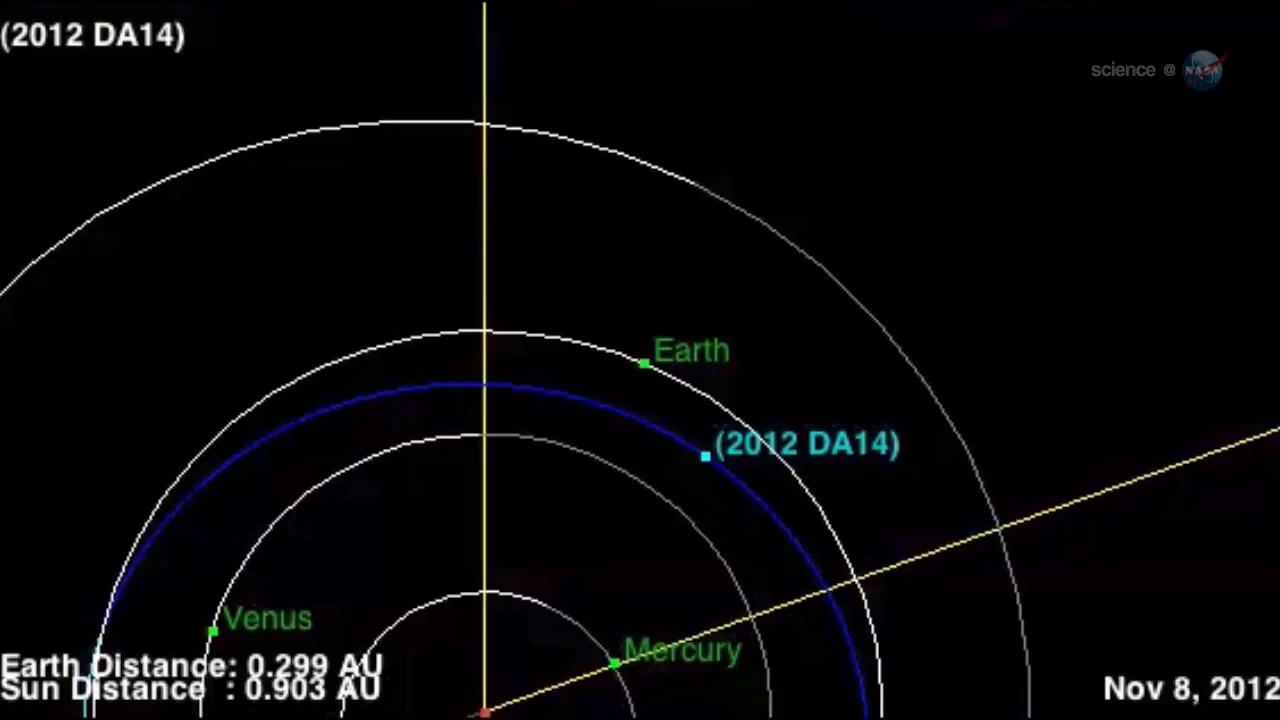 (2012 DA14)
science @ NASA
Earth
(2012 DA14)
Venus
Mercury
Earth Distance: 0.299 AU
Sun Distance : 0.903 AU
Nov 8, 2012